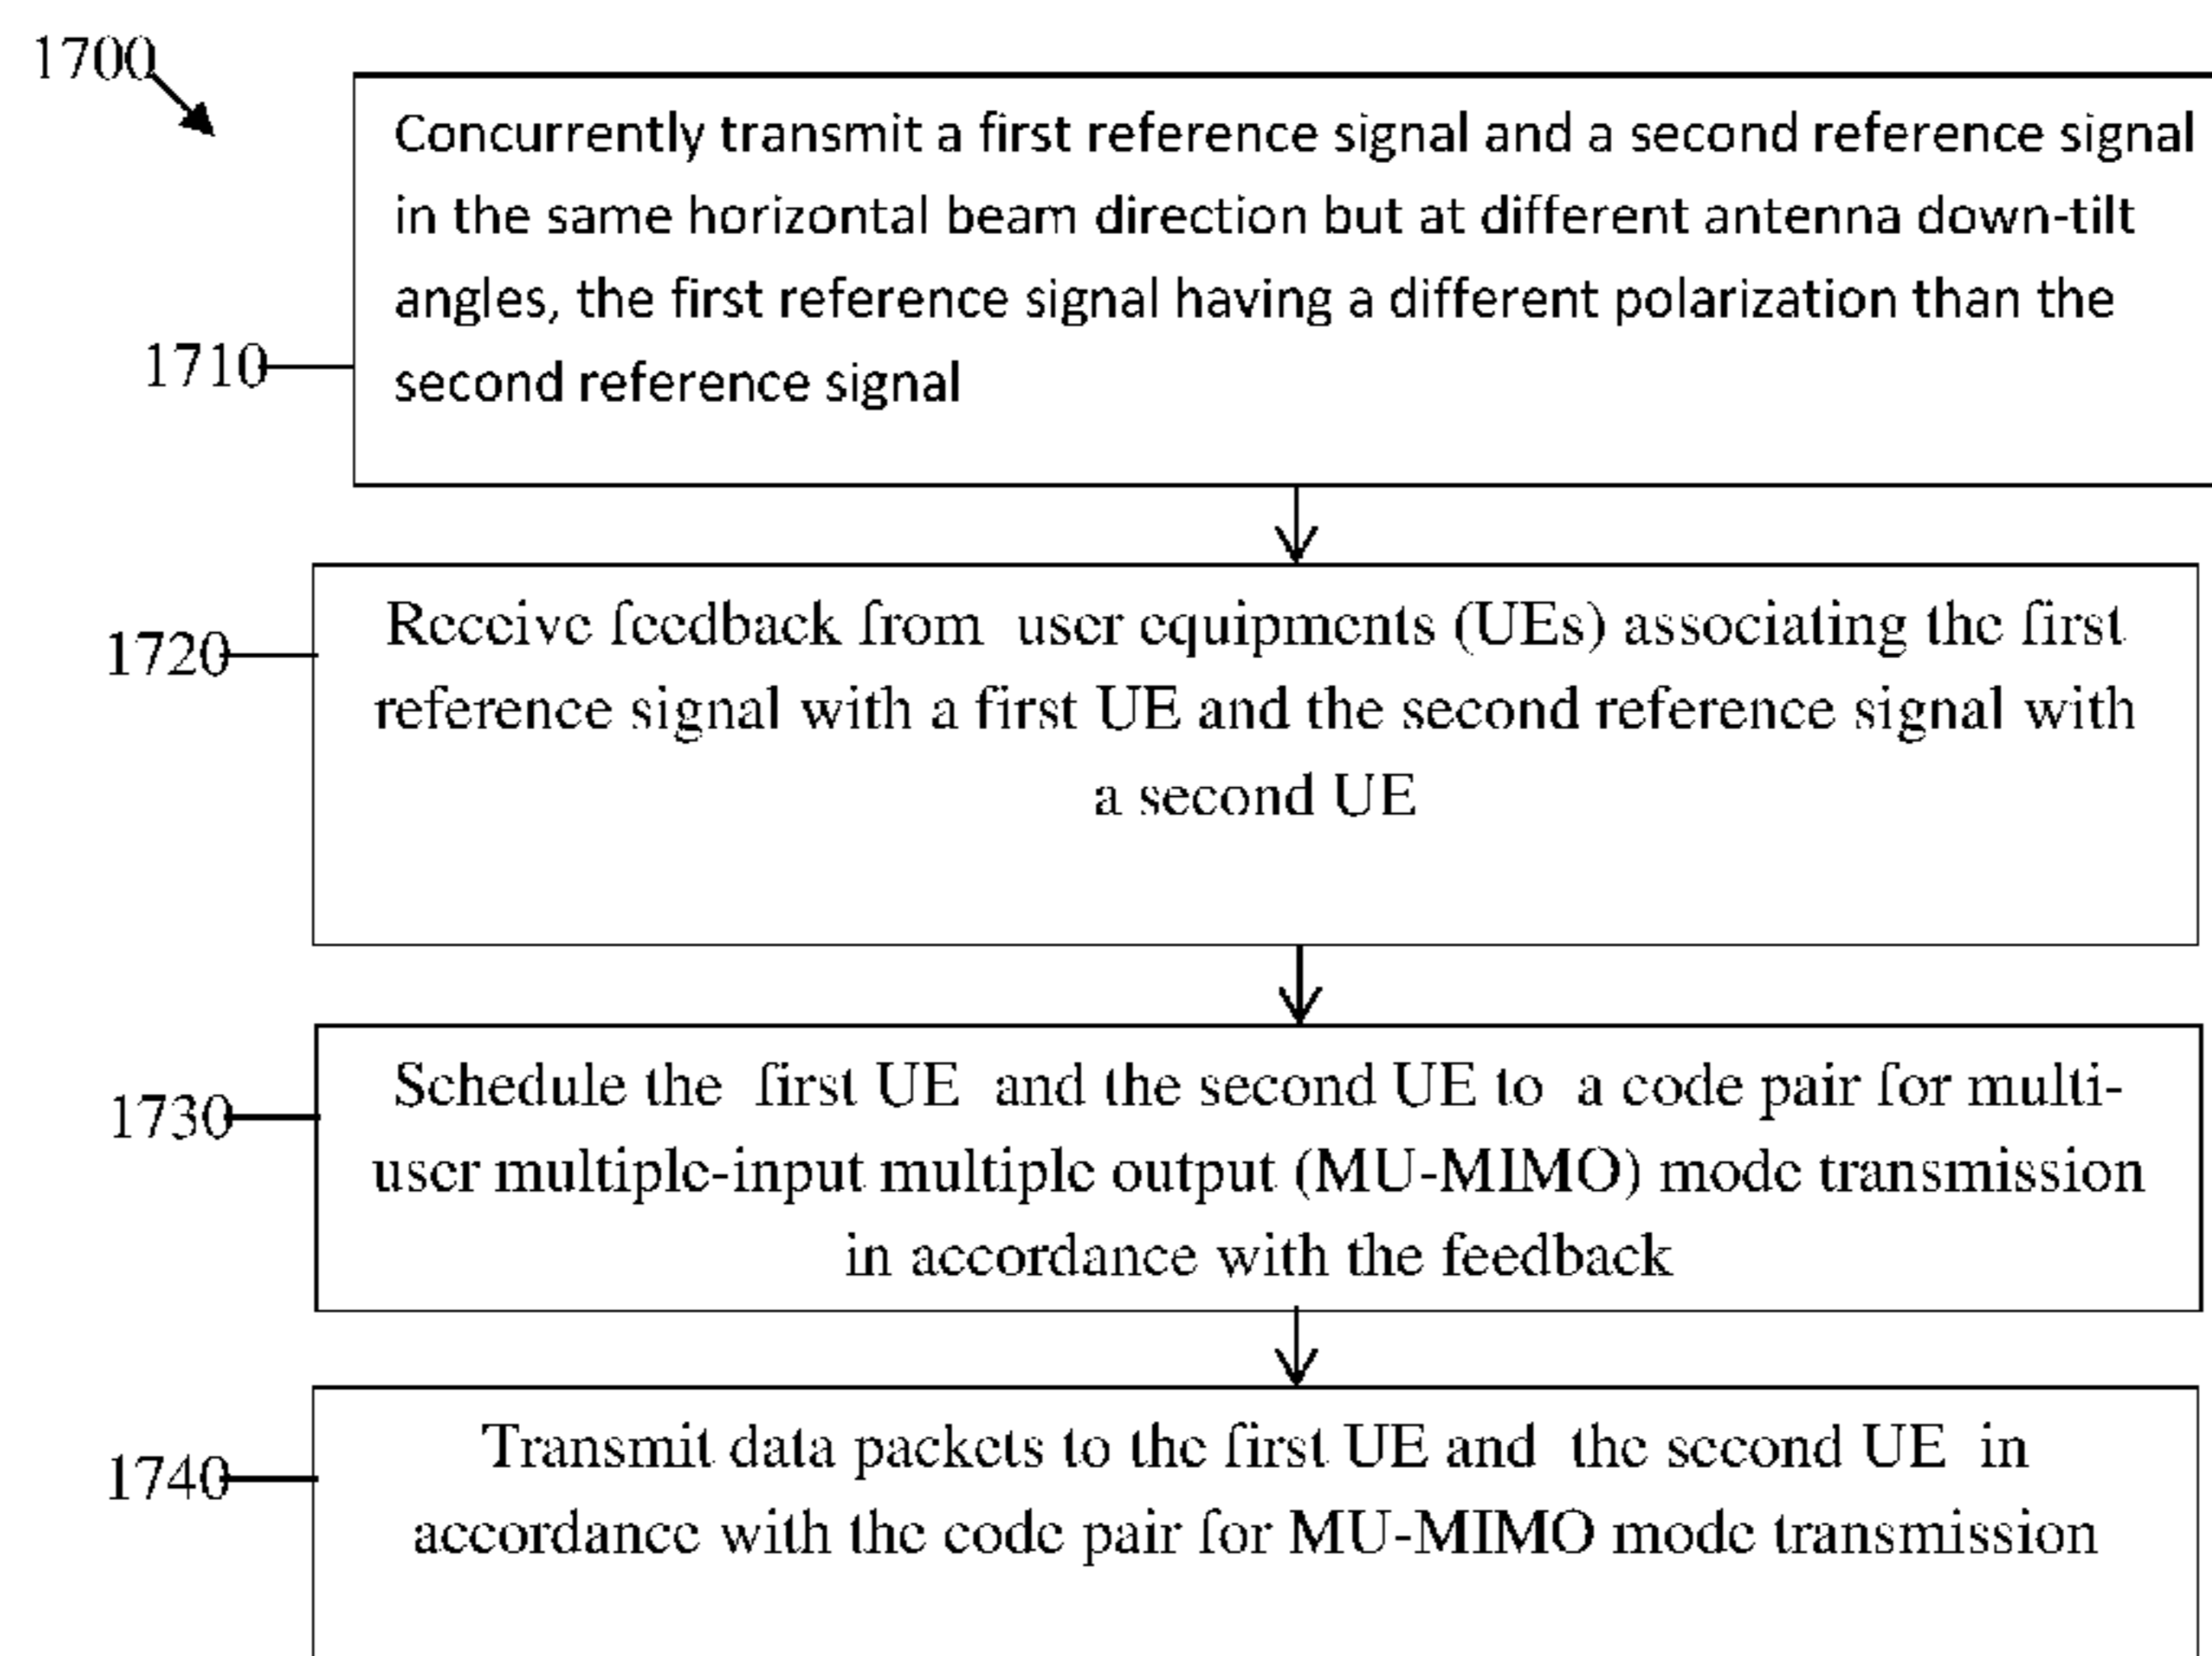 1700
Concurrently transmit a first reference signal and a second reference signal
in the same horizontal beam direction but at different antenna down-tilt
angles, the first reference signal having a different polarization than the
1710
second reference signal
1720
Receive feedback from user equipments (UEs) associating the first
reference signal with a first UE and the second reference signal with
a second UE
1730
Schedule the first UE and the second UE to a code pair for multi-
user multiple-input multiple output (MU-MIMO) mode transmission
in accordance with the feedback
1740
Transmit data packets to the first UE and the second UE in
accordance with the code pair for MU-MIMO mode transmission